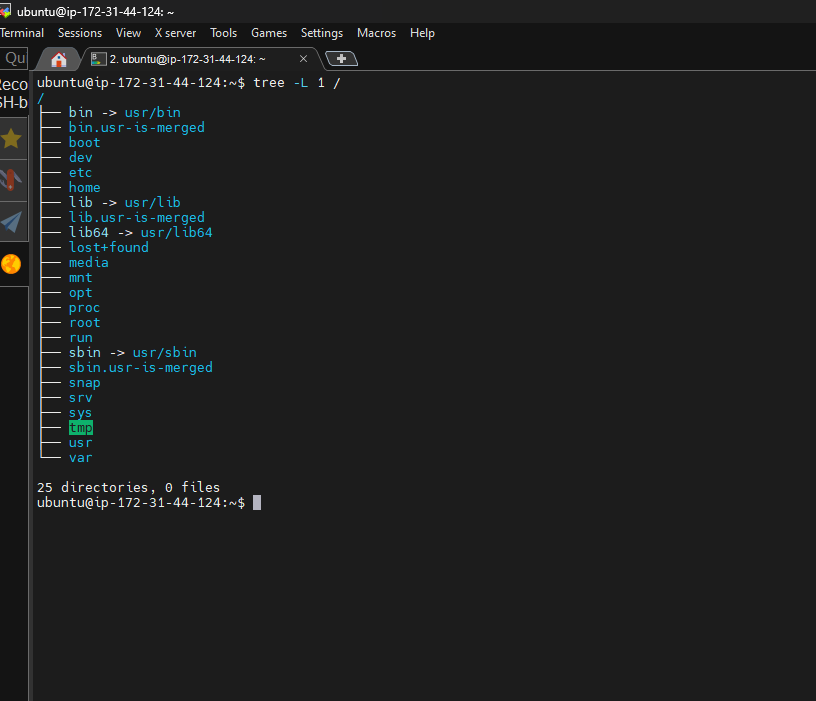 ubuntu@ip-172-31-44-124: ~
Terminal Sessions View X server Tools Games Settings Macros Help
Qu
2. ubuntu@ip-172-31-44-124: ~
Reco
SH-b
ubuntu@ip-172-31-44-124:~$ tree -L 1 /
/
├── bin -> usr/bin
├── bin.usr-is-merged
├── boot
├── dev
├── etc
├── home
├── lib -> usr/lib
├── lib.usr-is-merged
├── lib64 -> usr/lib64
├── lost+found
├── media
├── mnt
├── opt
├── proc
├── root
├── run
├── sbin -> usr/sbin
├── sbin.usr-is-merged
├── snap
├── srv
├── sys
├── tmp
├── usr
└── var
25 directories, 0 files
ubuntu@ip-172-31-44-124:~$